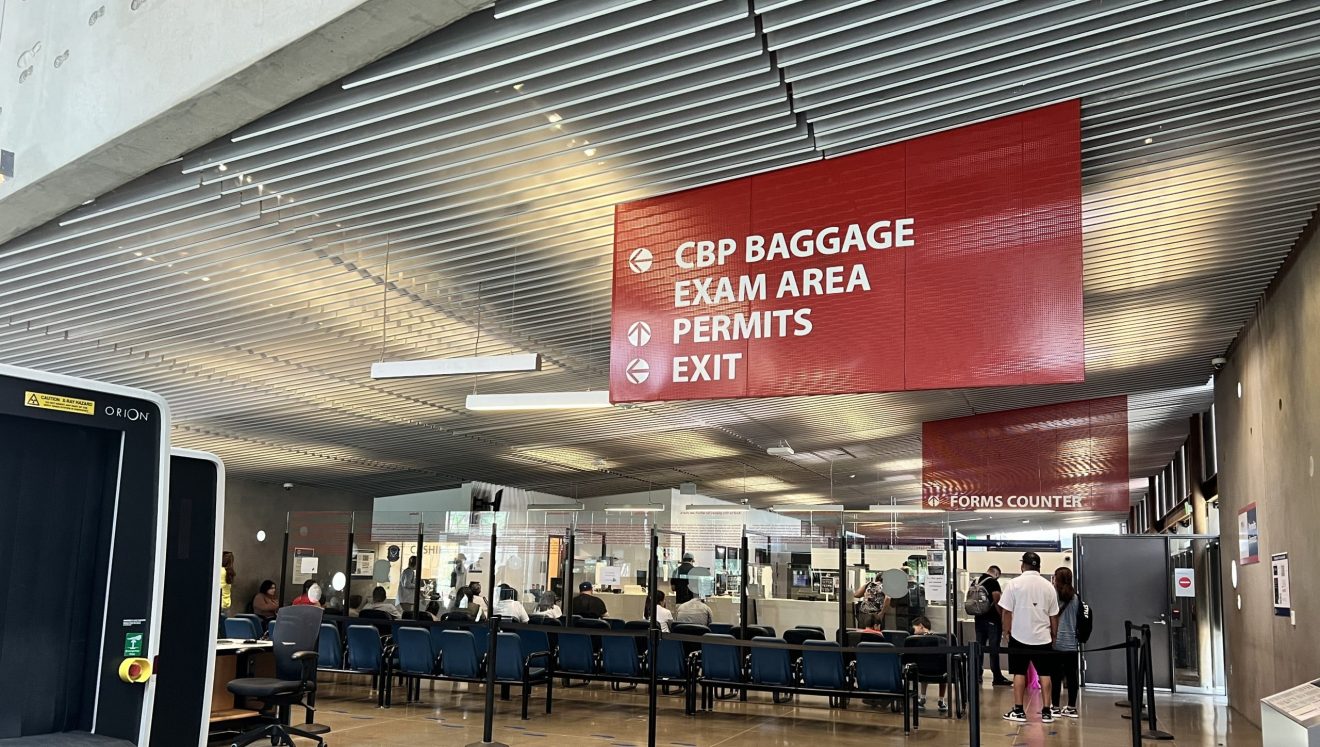 CBP BAGGAGE
EXAM AREA
PERMITS
EXIT
FORMS COUNTER
CAUTION X-RAY HAZARD
ORION